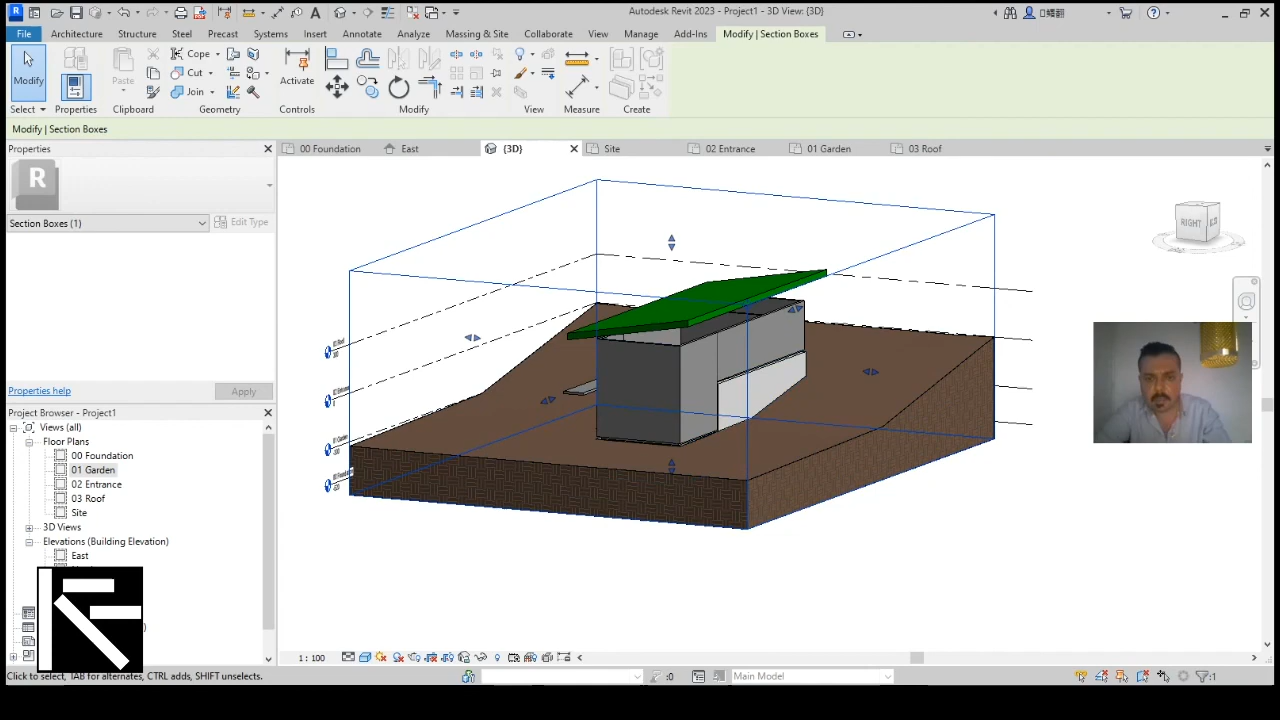 Autodesk Revit 2023 - Project1 - 3D View: {3D}
File Architecture Structure Steel Precast Systems Insert Annotate Analyze Massing & Site Collaborate View Manage Add-Ins Modify | Section Boxes
Modify Paste Cope Cut Join Activate
Select Properties Clipboard Geometry Controls Modify View Measure Create
Modify | Section Boxes
Properties
00 Foundation East {3D} Site 02 Entrance 01 Garden 03 Roof
R
Section Boxes (1) Edit Type
RIGHT
Properties help Apply
Project Browser - Project1
Views (all)
Floor Plans
00 Foundation
01 Garden
02 Entrance
03 Roof
Site
3D Views
Elevations (Building Elevation)
East
1 : 100
Click to select, TAB for alternates, CTRL adds, SHIFT unselects.
:0
Main Model
:1